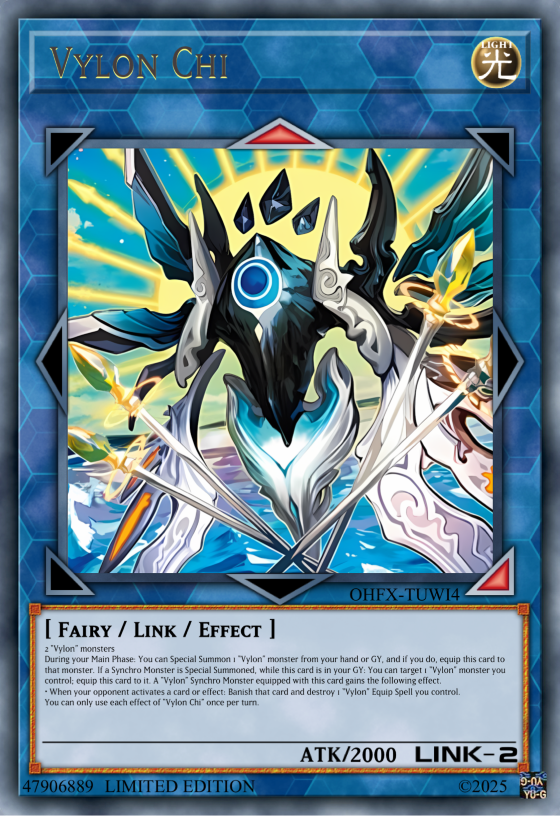 Vylon Chi
LIGHT
光
OHFX-TUWI4
[ Fairy / Link / Effect ]
2 "Vylon" monsters
During your Main Phase: You can Special Summon 1 "Vylon" monster from your hand or GY, and if you do, equip this card to
that monster. If a Synchro Monster is Special Summoned, while this card is in your GY: You can target 1 "Vylon" monster you
control; equip this card to it. A "Vylon" Synchro Monster equipped with this card gains the following effect.
• When your opponent activates a card or effect: Banish that card and destroy 1 "Vylon" Equip Spell you control.
You can only use each effect of "Vylon Chi" once per turn.
ATK/2000 LINK-2
47906889 LIMITED EDITION ©2025
YU-G